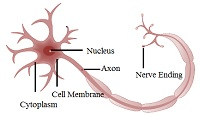 Nucleus
Axon
Nerve Ending
Cell Membrane
Cytoplasm